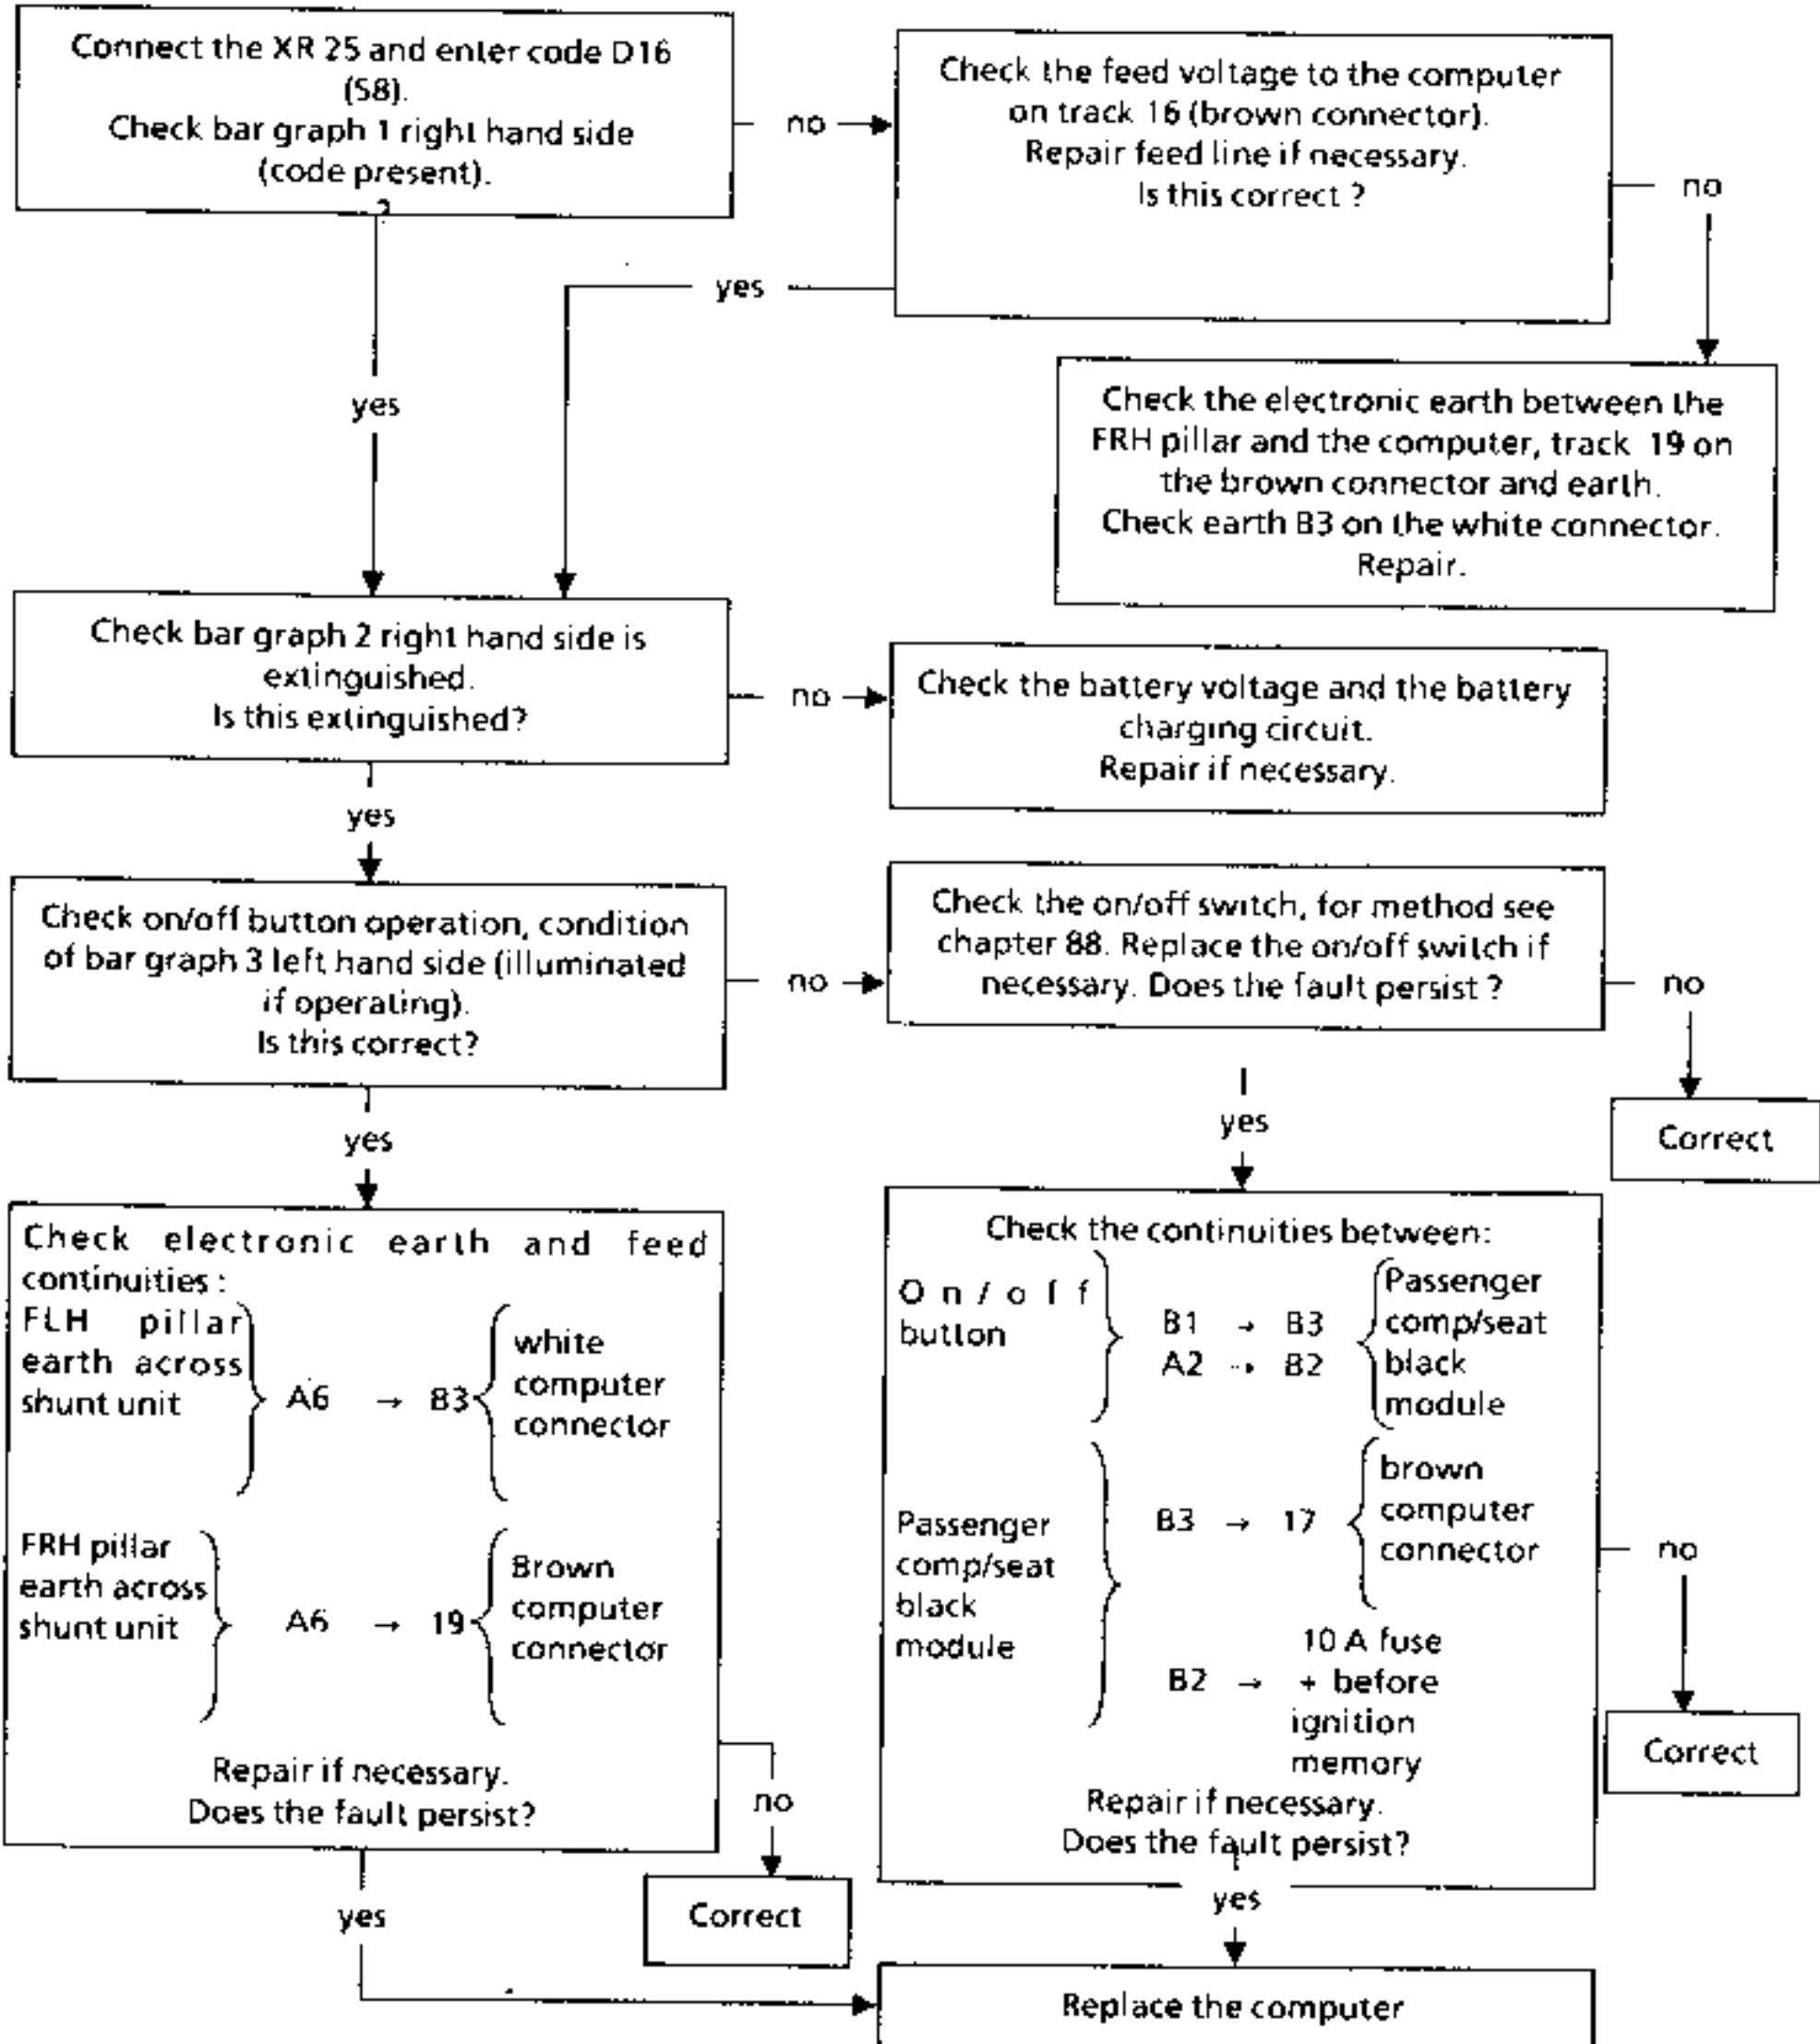 Connect the XR 25 and enter code D16
(S8).
Check bar graph 1 right hand side
(code present).
?
no
Check the feed voltage to the computer
on track 16 (brown connector).
Repair feed line if necessary.
Is this correct ?
no
yes
yes
Check the electronic earth between the
FRH pillar and the computer, track 19 on
the brown connector and earth.
Check earth B3 on the white connector.
Repair.
Check bar graph 2 right hand side is
extinguished.
Is this extinguished?
no
Check the battery voltage and the battery
charging circuit.
Repair if necessary.
yes
Check on/off button operation, condition
of bar graph 3 left hand side (illuminated
if operating).
Is this correct?
no
Check the on/off switch, for method see
chapter 88. Replace the on/off switch if
necessary. Does the fault persist ?
no
Correct
yes
yes
Check electronic earth and feed
continuities :
FLH pillar
earth across
shunt unit
A6 → B3
white
computer
connector
FRH pillar
earth across
shunt unit
A6 → 19
Brown
computer
connector
Repair if necessary.
Does the fault persist?
no
Correct
yes
Check the continuities between:
On/off
button
B1 → B3
A2 → B2
Passenger
comp/seat
black
module
Passenger
comp/seat
black
module
B3 → 17
brown
computer
connector
B2 →
10 A fuse
+ before
ignition
memory
Repair if necessary.
Does the fault persist?
no
Correct
yes
Replace the computer